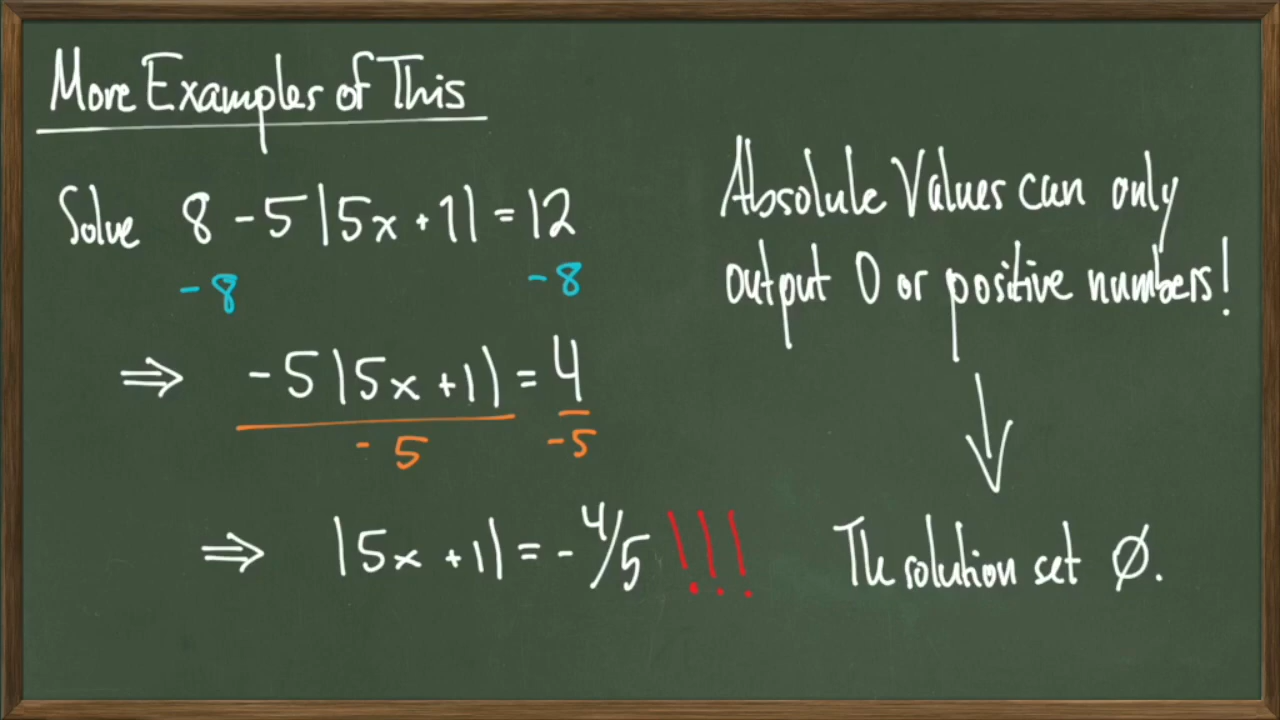 More Examples of This
Solve 8 - 5|5x + 1| = 12
-8 -8
⇒ -5|5x + 1| = 4
-5 -5
⇒ |5x + 1| = - 4/5 !!!
Absolute Values can only
output 0 or positive numbers!
The solution set ∅.